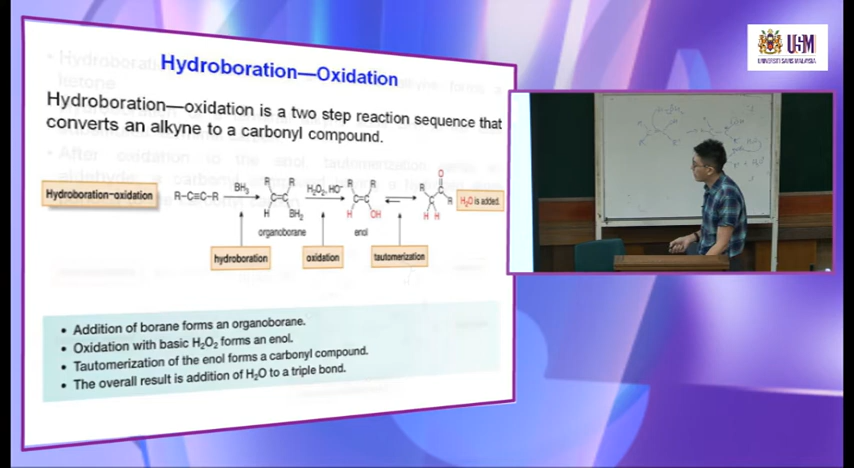 Hydroboration—Oxidation
Hydroboration—oxidation is a two step reaction sequence that
converts an alkyne to a carbonyl compound.
Hydroboration-oxidation
R-C≡C-R
BH₃
R R
C=C
H BH₂
organoborane
H₂O₂, HO⁻
R R
C=C
H OH
enol
O
R C R
C
H H
H₂O is added.
hydroboration
oxidation
tautomerization
• Addition of borane forms an organoborane.
• Oxidation with basic H₂O₂ forms an enol.
• Tautomerization of the enol forms a carbonyl compound.
• The overall result is addition of H₂O to a triple bond.
USM
UNIVERSITI SAINS MALAYSIA